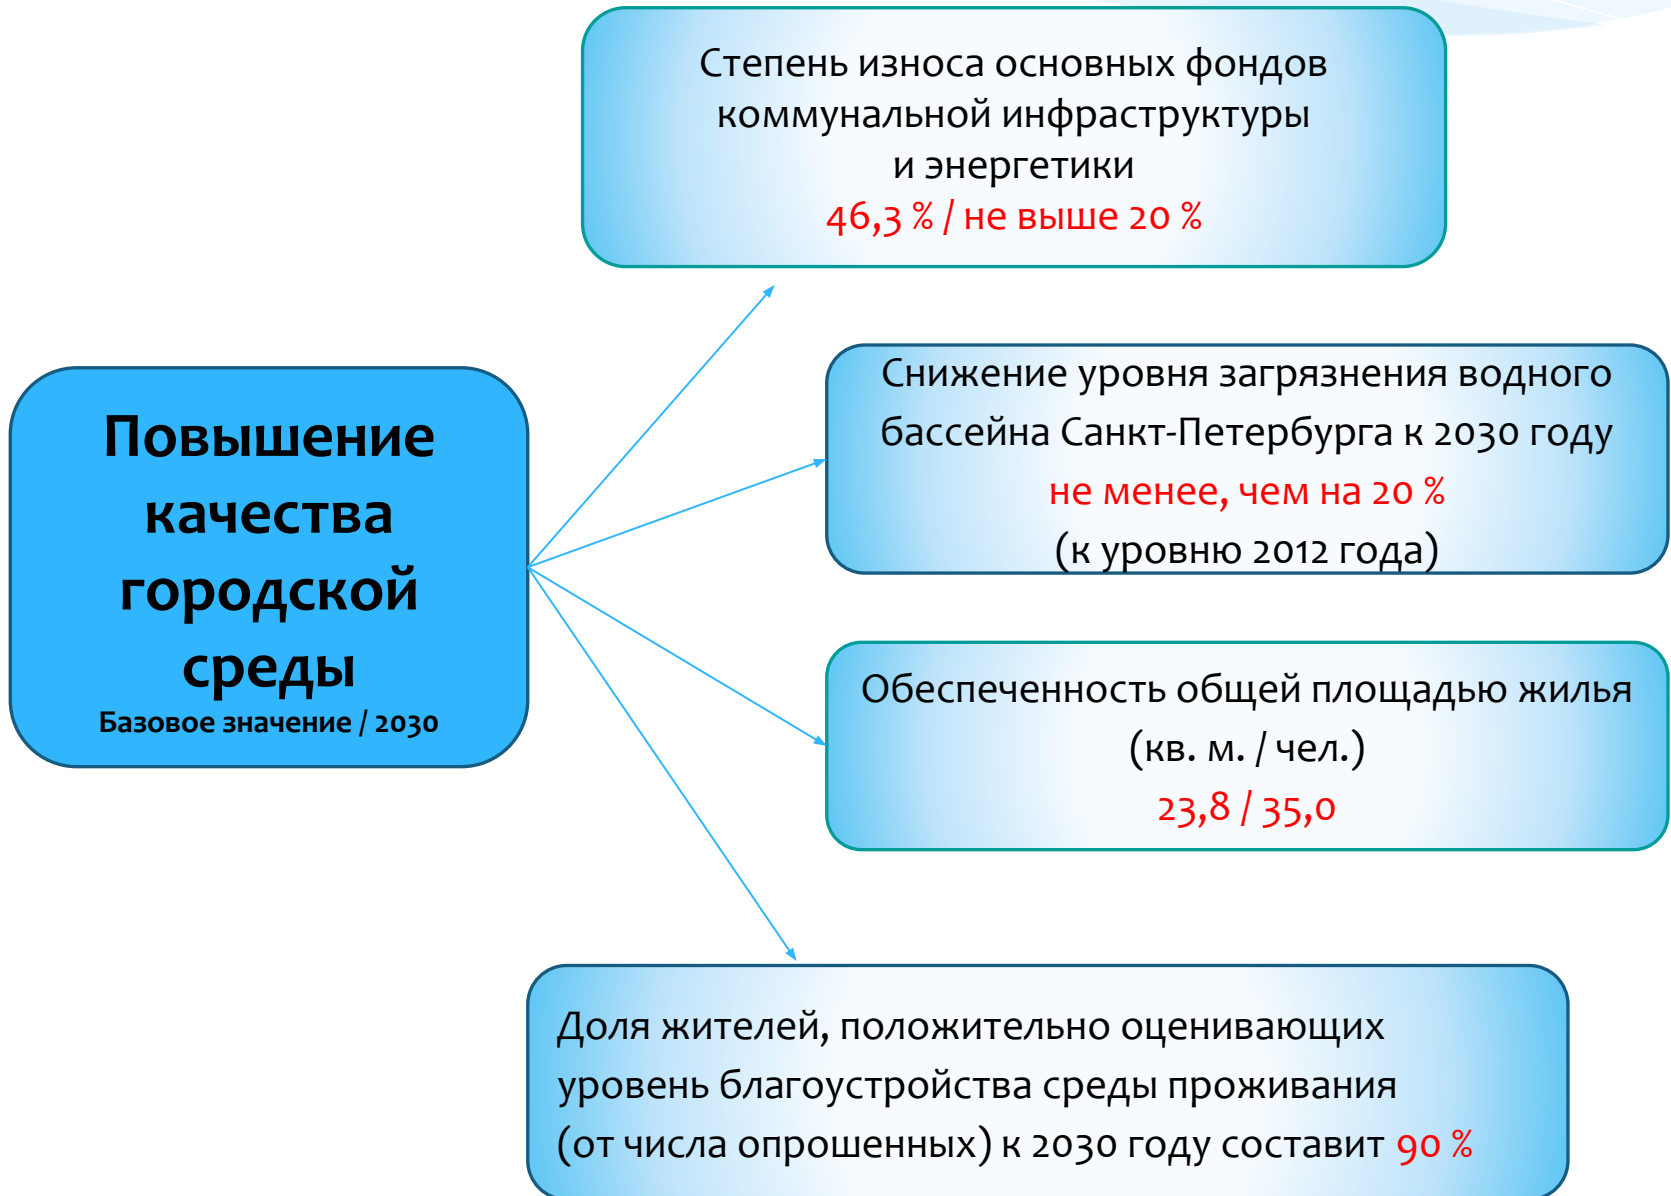 Степень износа основных фондов
коммунальной инфраструктуры
и энергетики
46,3 % / не выше 20 %
Повышение
качества
городской
среды
Базовое значение / 2030
Снижение уровня загрязнения водного
бассейна Санкт-Петербурга к 2030 году
не менее, чем на 20 %
(к уровню 2012 года)
Обеспеченность общей площадью жилья
(кв. м. / чел.)
23,8 / 35,0
Доля жителей, положительно оценивающих
уровень благоустройства среды проживания
(от числа опрошенных) к 2030 году составит 90 %